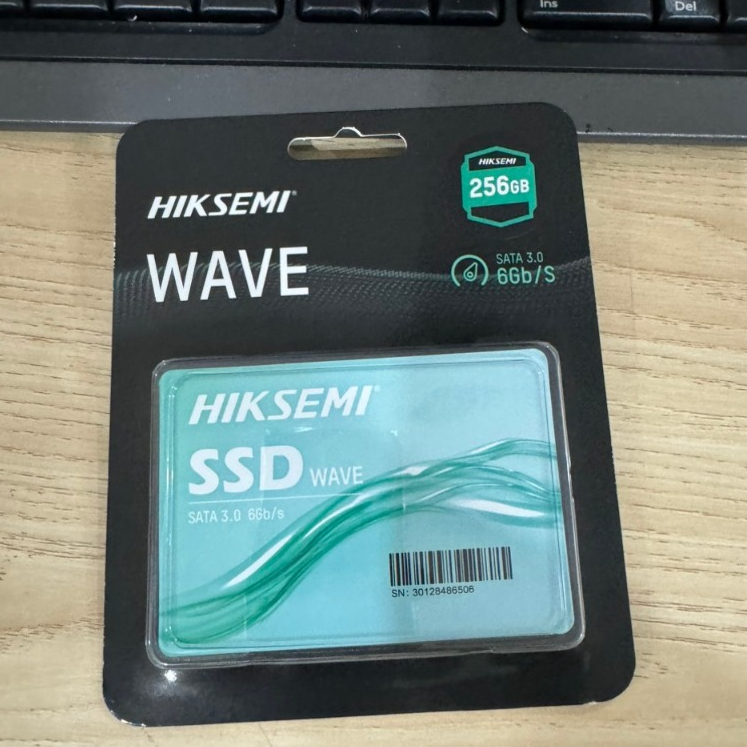 Ins
Del
HIKSEMI®
HIKSEMI
256GB
WAVE
SATA 3.0
6Gb/S
HIKSEMI®
SSD WAVE
SATA 3.0 6Gb/s
SN: 30128486506